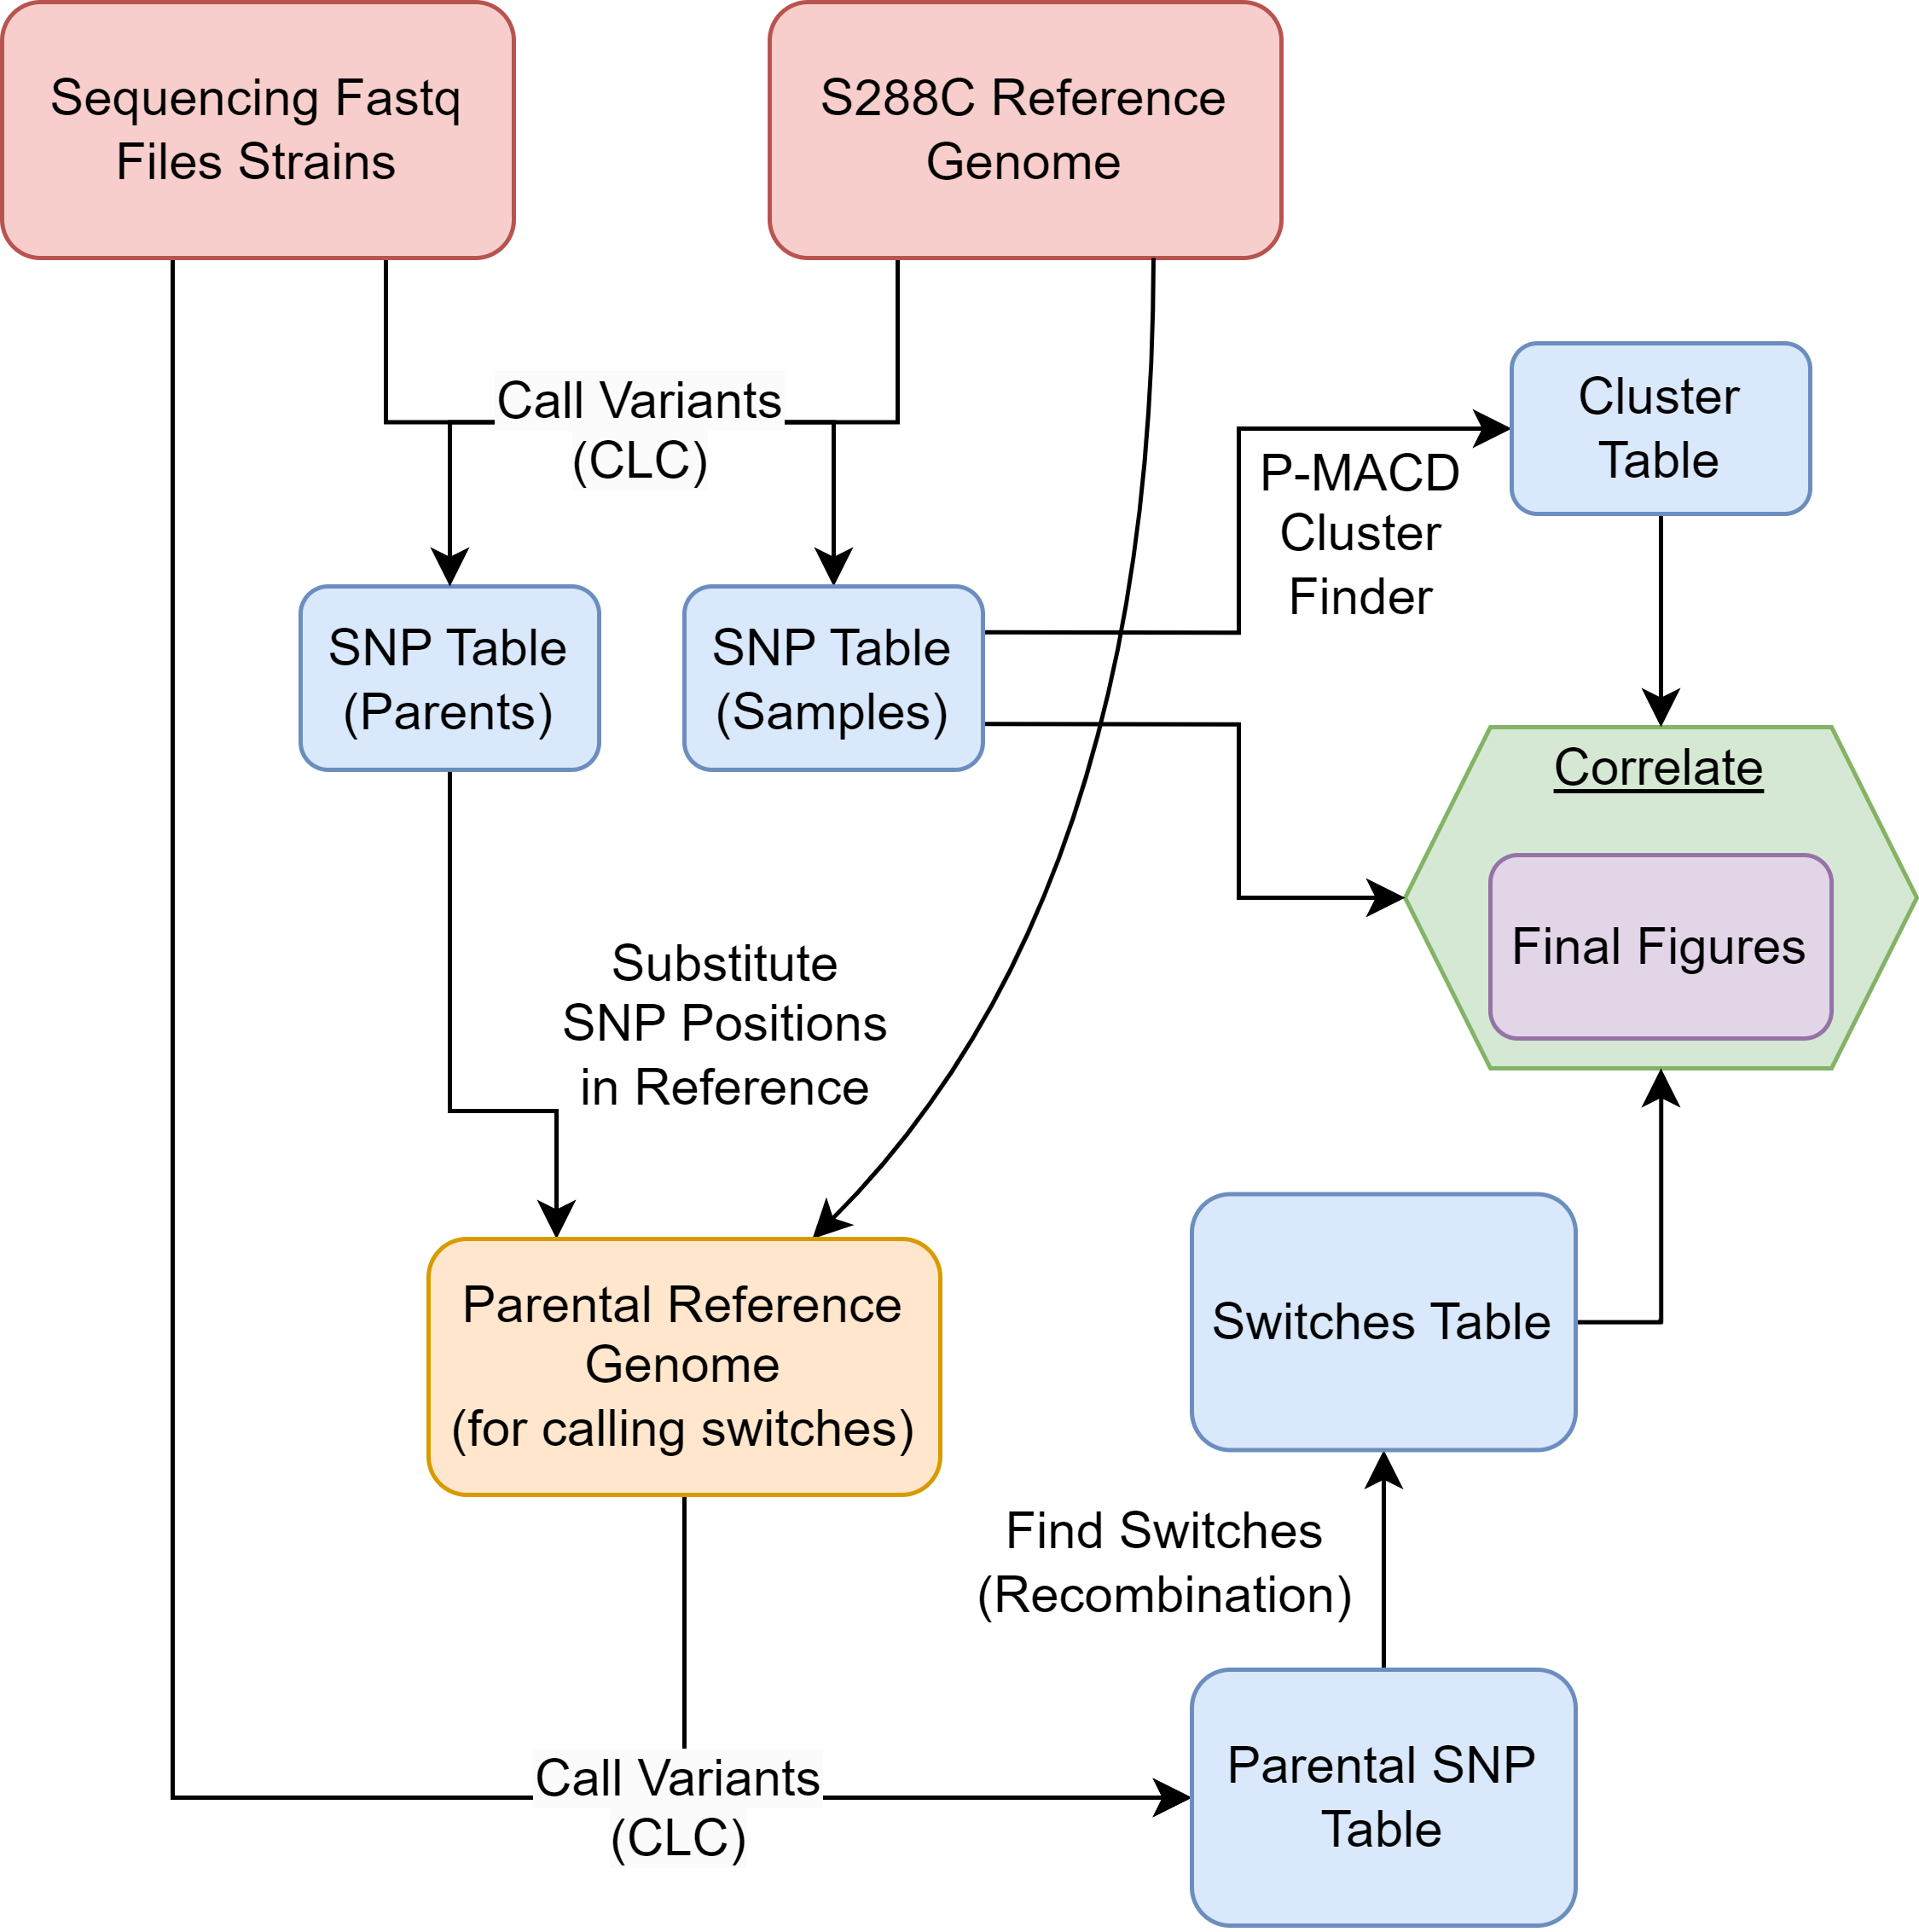 Sequencing Fastq
Files Strains
S288C Reference
Genome
Call Variants
(CLC)
Cluster
Table
P-MACD
Cluster
Finder
SNP Table
(Parents)
SNP Table
(Samples)
Correlate
Final Figures
Substitute
SNP Positions
in Reference
Parental Reference
Genome
(for calling switches)
Switches Table
Find Switches
(Recombination)
Call Variants
(CLC)
Parental SNP
Table